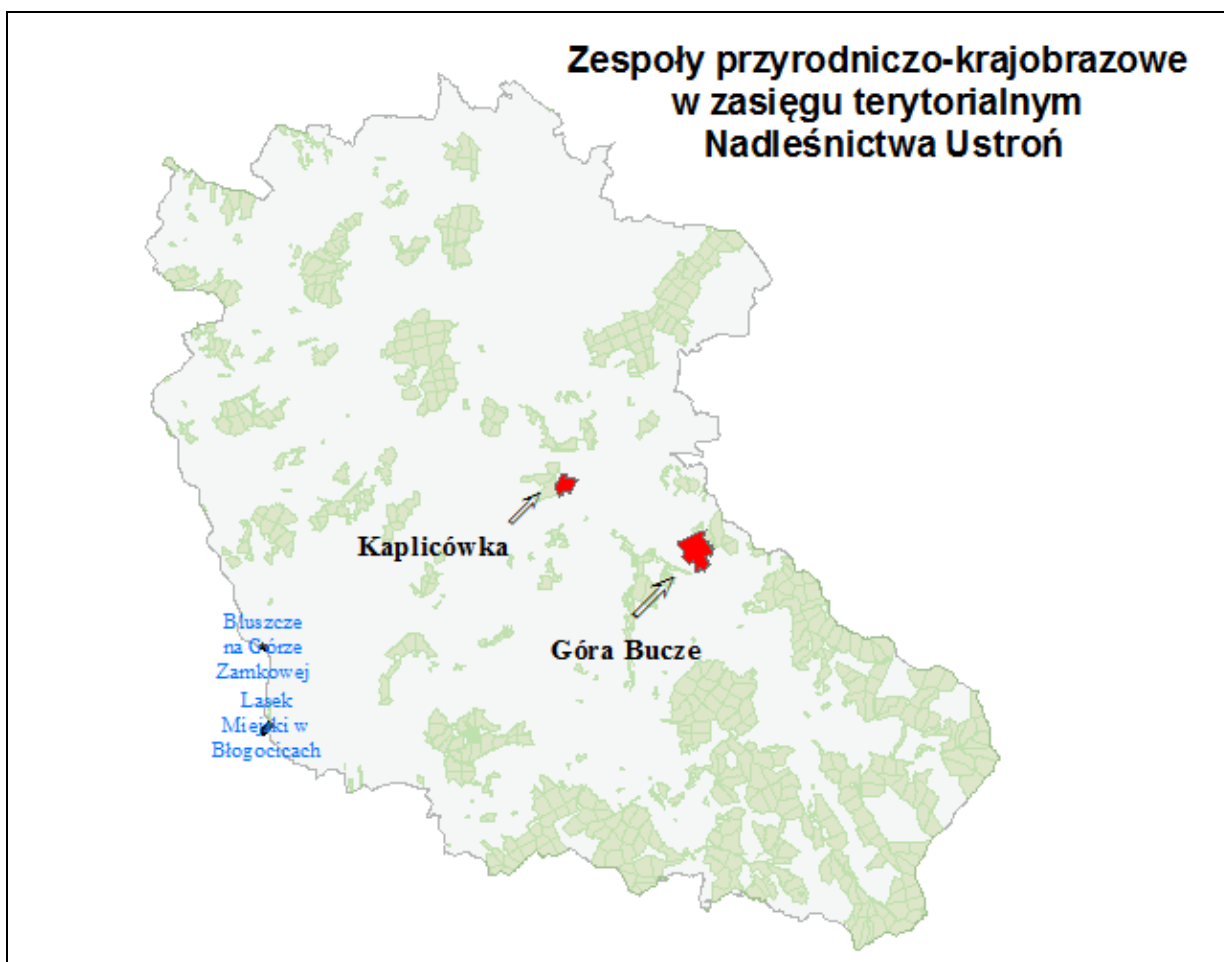 Zespoły przyrodniczo-krajobrazowe
w zasięgu terytorialnym
Nadleśnictwa Ustroń
Kaplicówka
Góra Bucze
Bluszcze
na Górze
Zamkowej
Lasek
Miejski w
Błogocicach